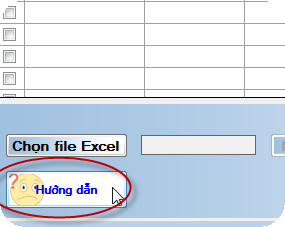 Chọn file Excel
? Hướng dẫn